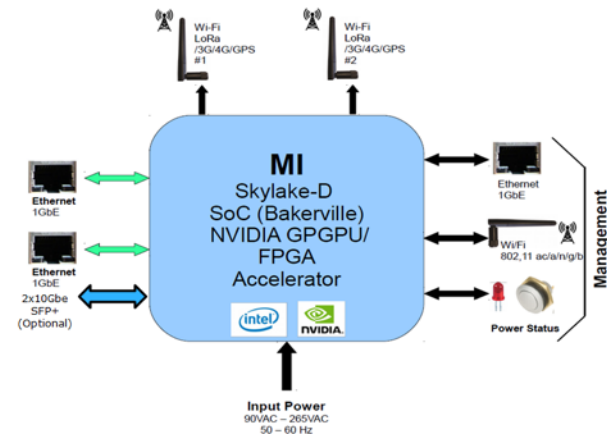 Wi-Fi
LoRa
/3G/4G/GPS
#1
Wi-Fi
LoRa
/3G/4G/GPS
#2
MI
Skylake-D
SoC (Bakerville)
NVIDIA GPGPU/
FPGA
Accelerator
intel
NVIDIA.
Ethernet
1GbE
Ethernet
1GbE
2x10Gbe
SFP+
(Optional)
Ethernet
1GbE
Wi-Fi
802,11 ac/a/n/g/b
Power Status
Management
Input Power
90VAC – 265VAC
50 – 60 Hz